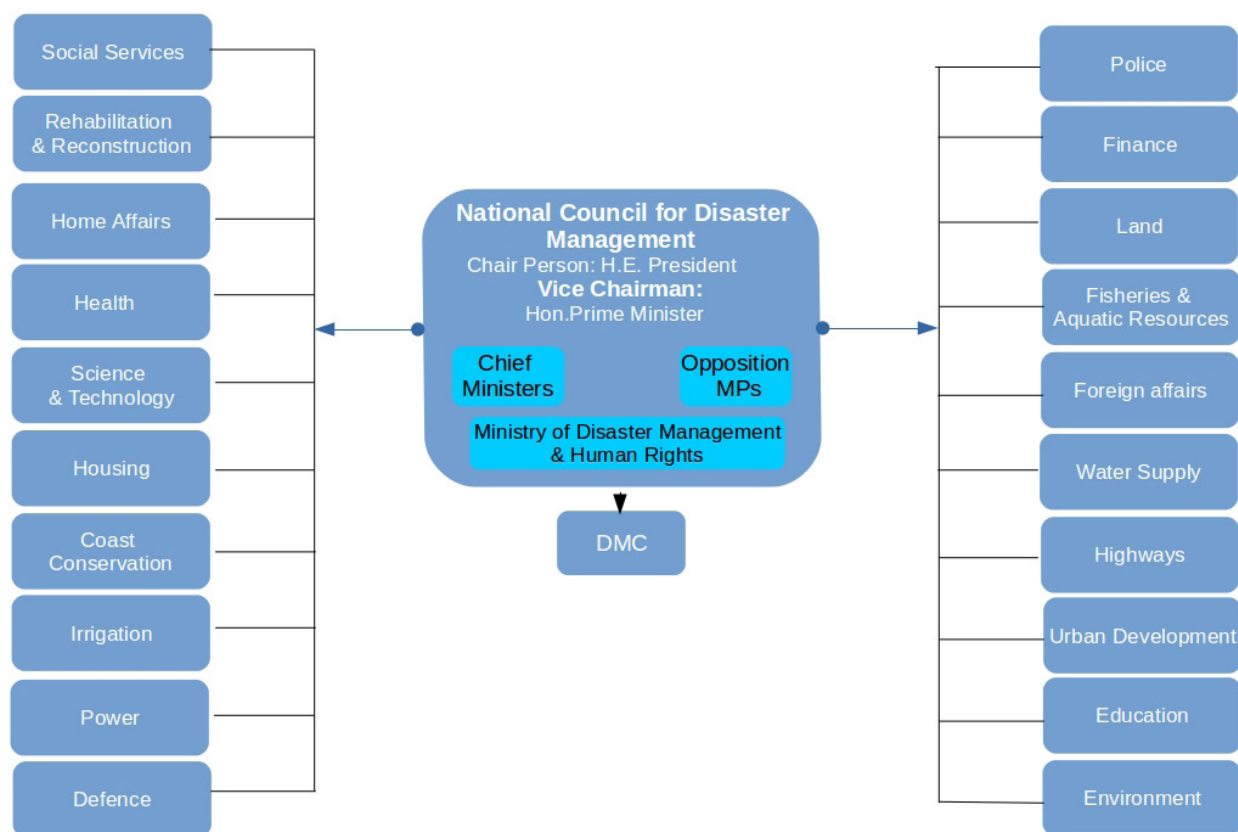 Social Services
Rehabilitation
& Reconstruction
Home Affairs
Health
Science
& Technology
Housing
Coast
Conservation
Irrigation
Power
Defence
National Council for Disaster
Management
Chair Person: H.E. President
Vice Chairman:
Hon.Prime Minister
Chief
Ministers
Opposition
MPs
Ministry of Disaster Management
& Human Rights
DMC
Police
Finance
Land
Fisheries &
Aquatic Resources
Foreign affairs
Water Supply
Highways
Urban Development
Education
Environment